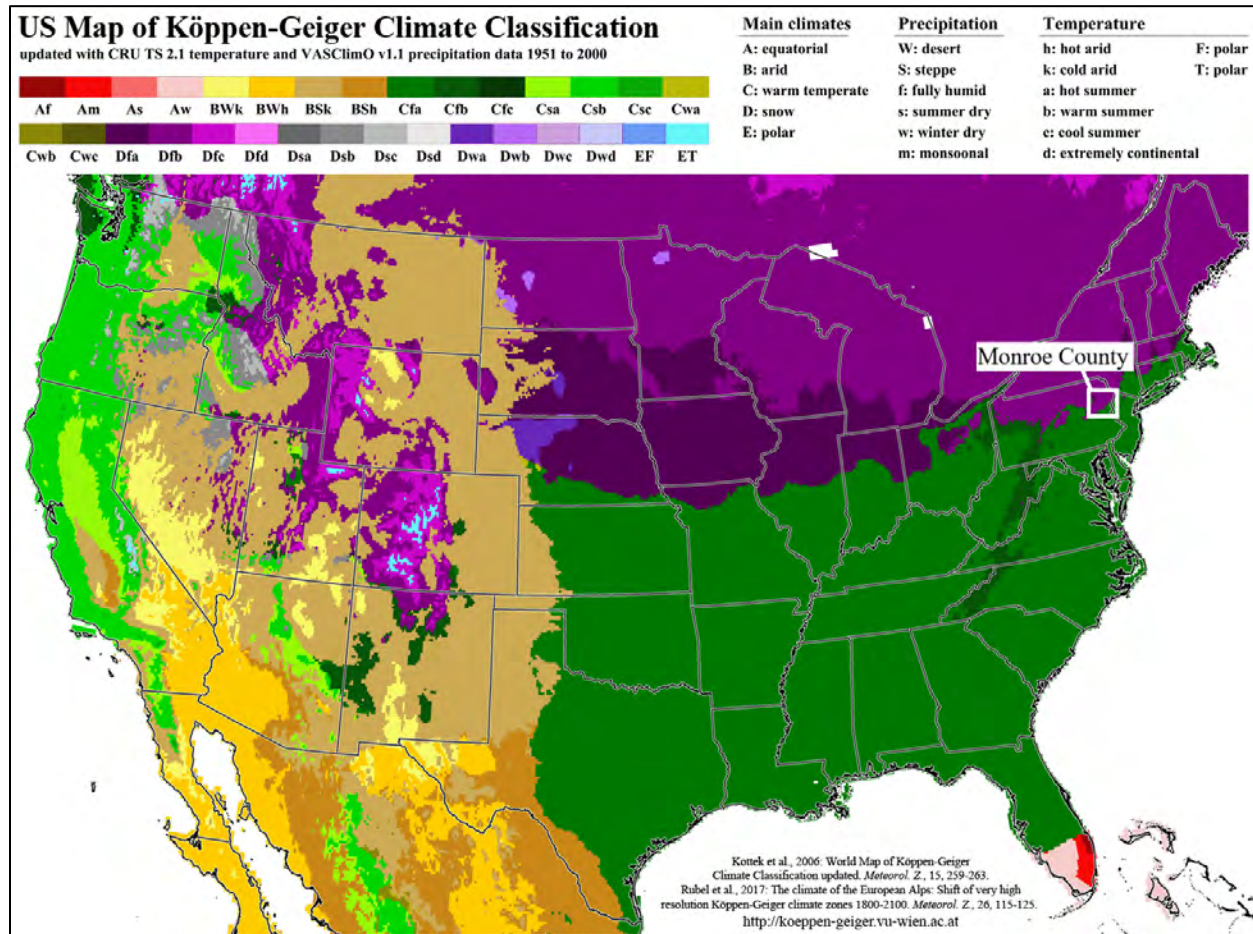 US Map of Köppen-Geiger Climate Classification
updated with CRU TS 2.1 temperature and VASClimO v1.1 precipitation data 1951 to 2000
Af Am As Aw BWk BWh BSk BSh Cfa Cfb Cfc Csa Csb Csc Cwa
Cwb Cwc Dfa Dfb Dfc Dfd Dsa Dsb Dsc Dsd Dwa Dwb Dwc Dwd EF ET
Main climates
A: equatorial
B: arid
C: warm temperate
D: snow
E: polar
Precipitation
W: desert
S: steppe
f: fully humid
s: summer dry
w: winter dry
m: monsoonal
Temperature
h: hot arid
k: cold arid
a: hot summer
b: warm summer
c: cool summer
d: extremely continental
F: polar
T: polar
Monroe County
Kottek et al., 2006: World Map of Köppen-Geiger
Climate Classification updated. Meteorol. Z., 15, 259-263.
Rubel et al., 2017: The climate of the European Alps: Shift of very high
resolution Köppen-Geiger climate zones 1800-2100. Meteorol. Z., 26, 115-125.
http://koeppen-geiger.vu-wien.ac.at